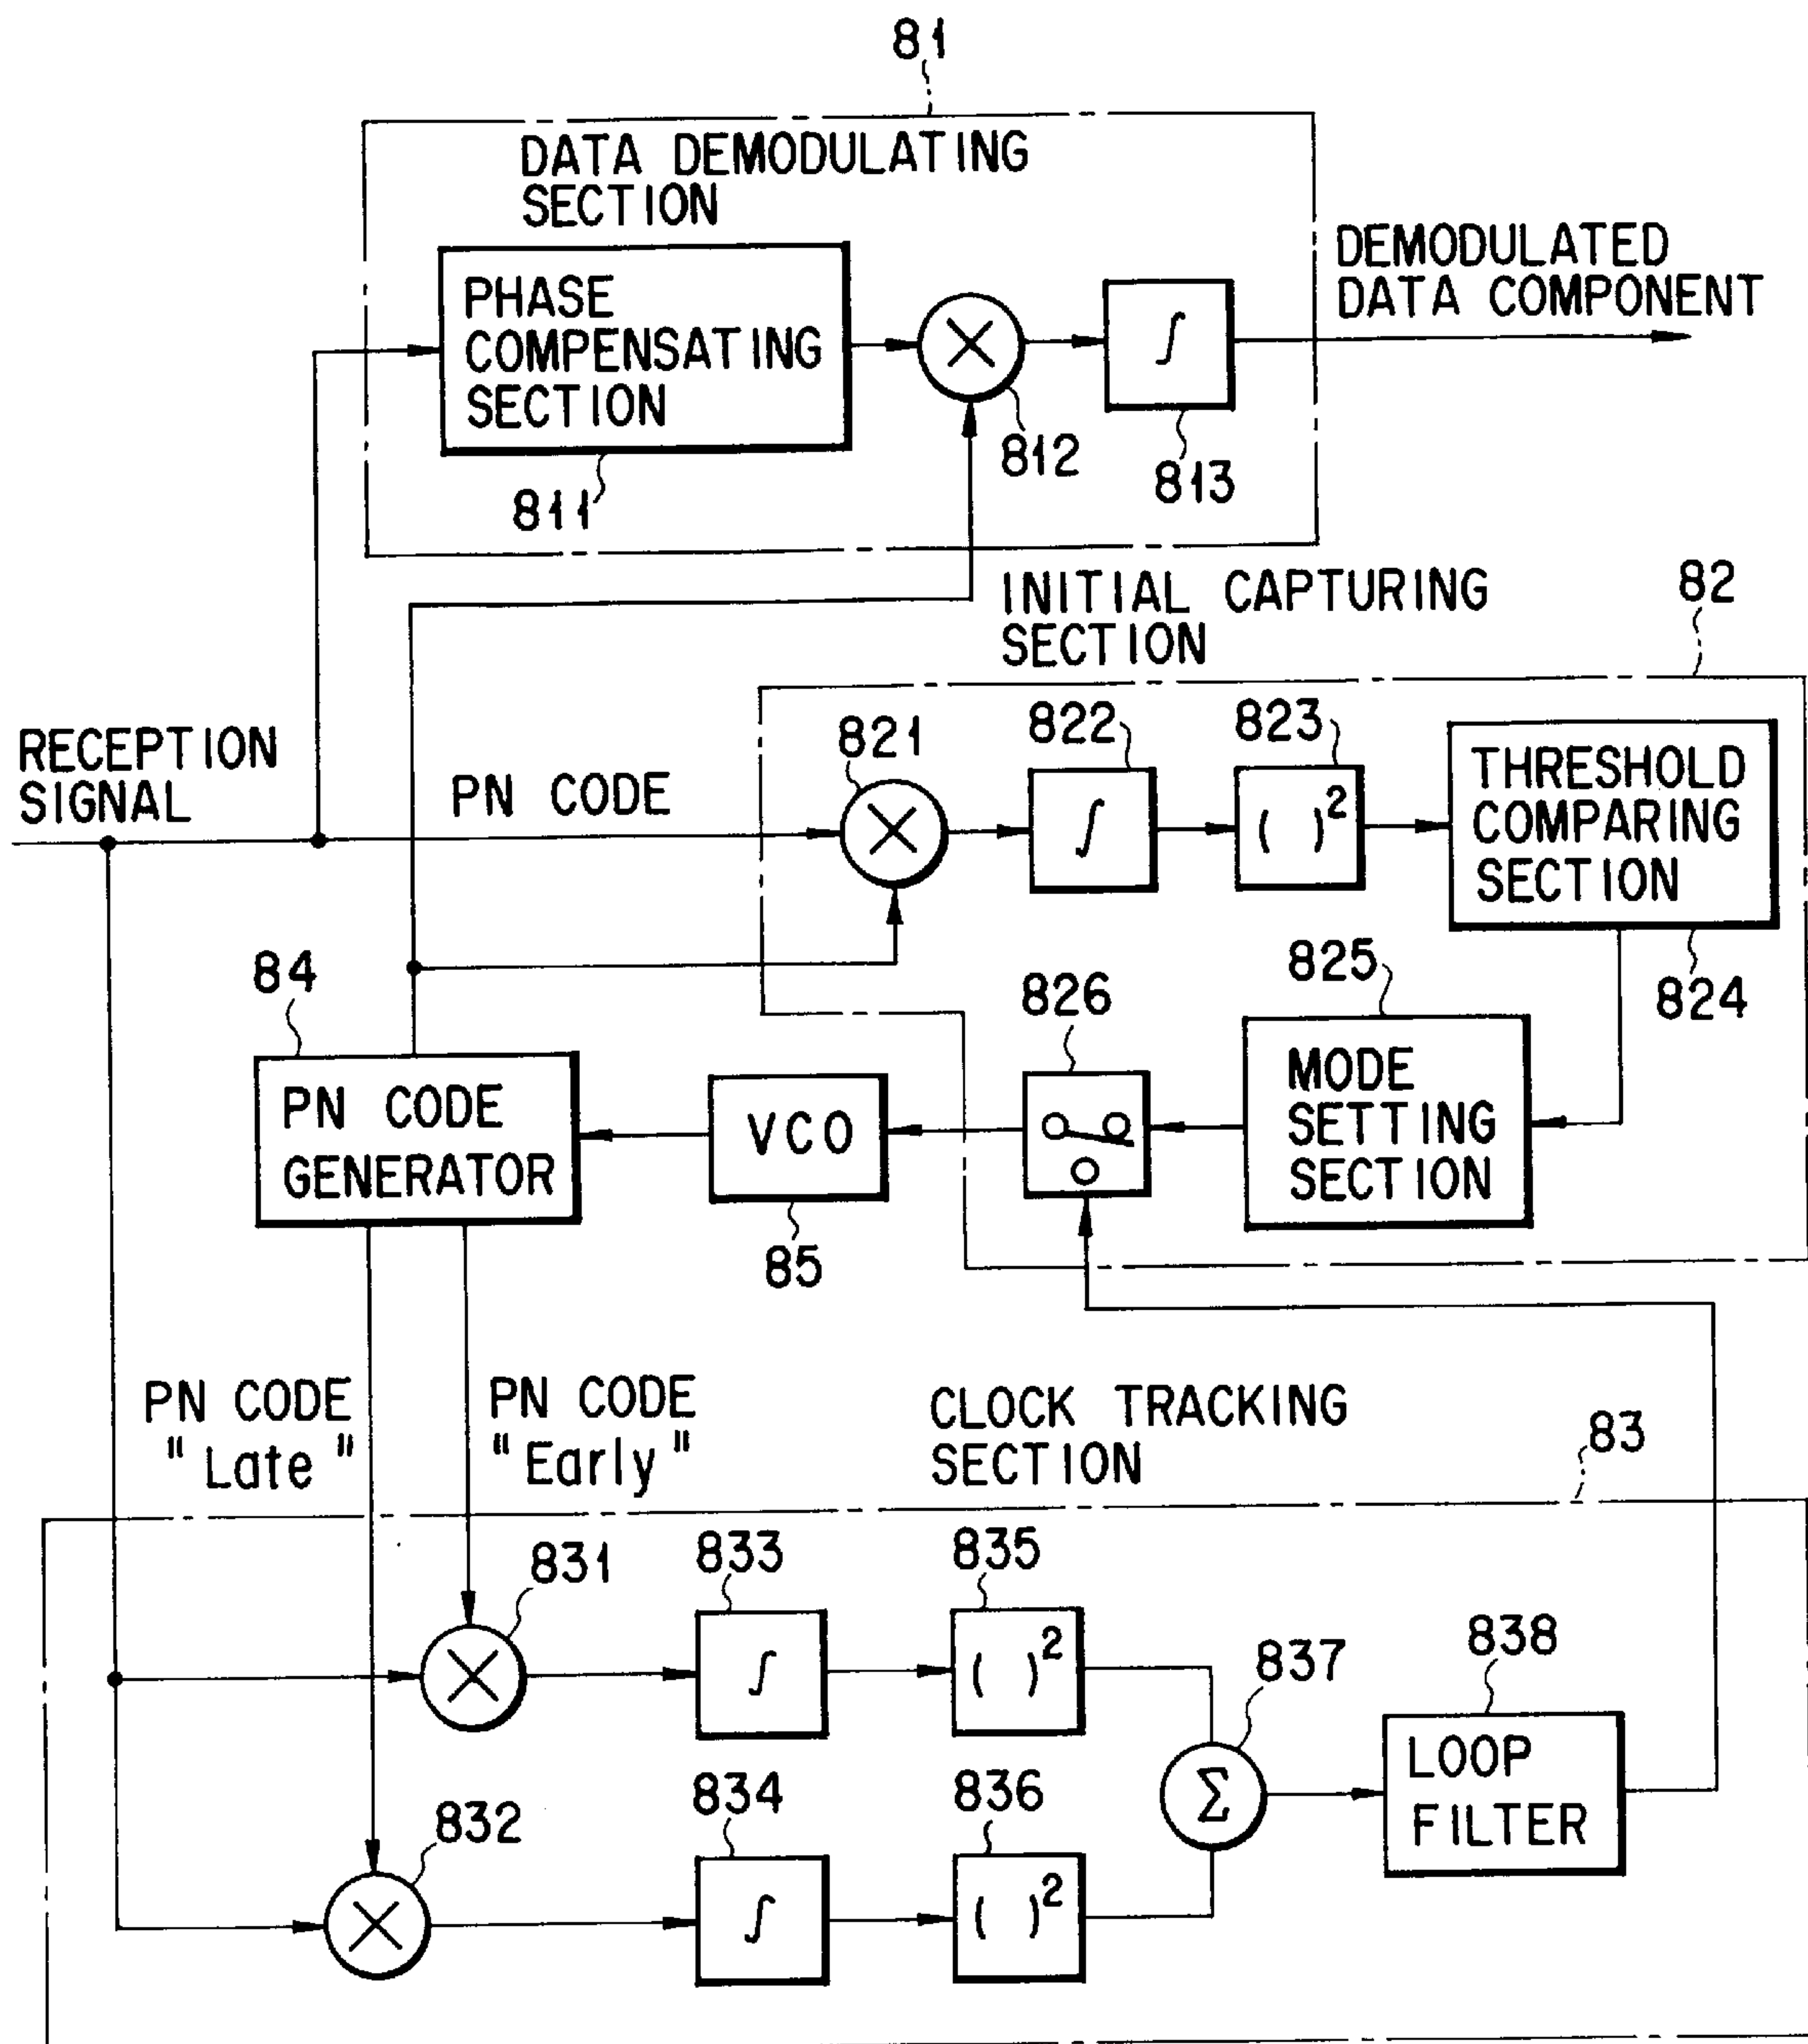 81
DATA DEMODULATING
SECTION
PHASE
COMPENSATING
SECTION
811
812
∫
813
DEMODULATED
DATA COMPONENT
INITIAL CAPTURING
SECTION
82
RECEPTION
SIGNAL
PN CODE
821
822
∫
823
( )²
THRESHOLD
COMPARING
SECTION
824
84
PN CODE
GENERATOR
VCO
85
826
825
MODE
SETTING
SECTION
PN CODE
"Late"
PN CODE
"Early"
CLOCK TRACKING
SECTION
83
831
833
∫
835
( )²
837
Σ
838
LOOP
FILTER
832
834
∫
836
( )²